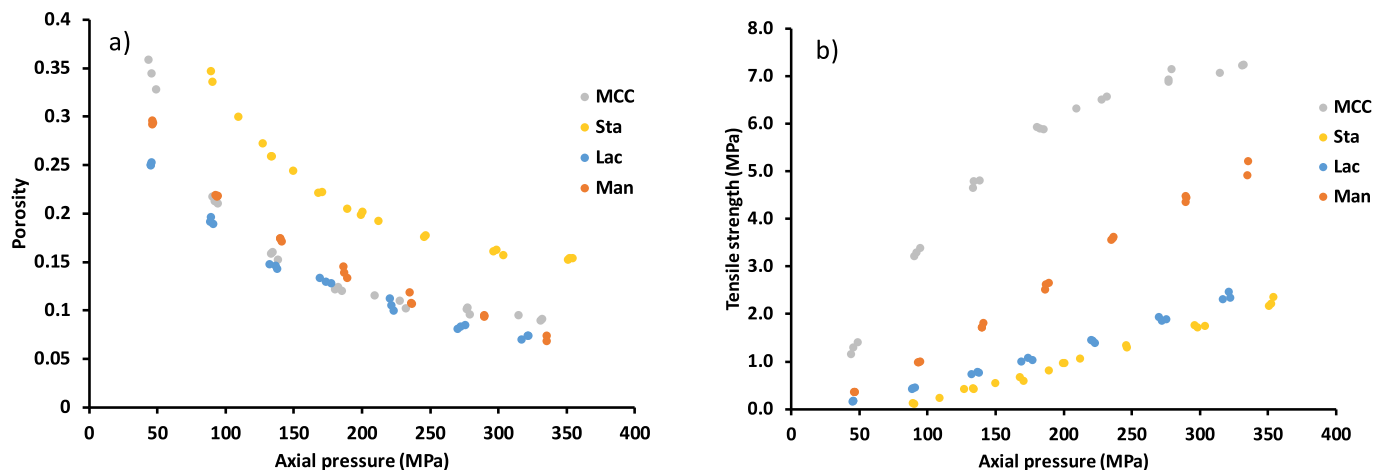 a)
0.4
0.35
0.3
0.25
0.2
0.15
0.1
0.05
0
Porosity
0 50 100 150 200 250 300 350 400
Axial pressure (MPa)
MCC
Sta
Lac
Man
b)
8.0
7.0
6.0
5.0
4.0
3.0
2.0
1.0
0.0
Tensile strength (MPa)
0 50 100 150 200 250 300 350 400
Axial pressure (MPa)
MCC
Sta
Lac
Man